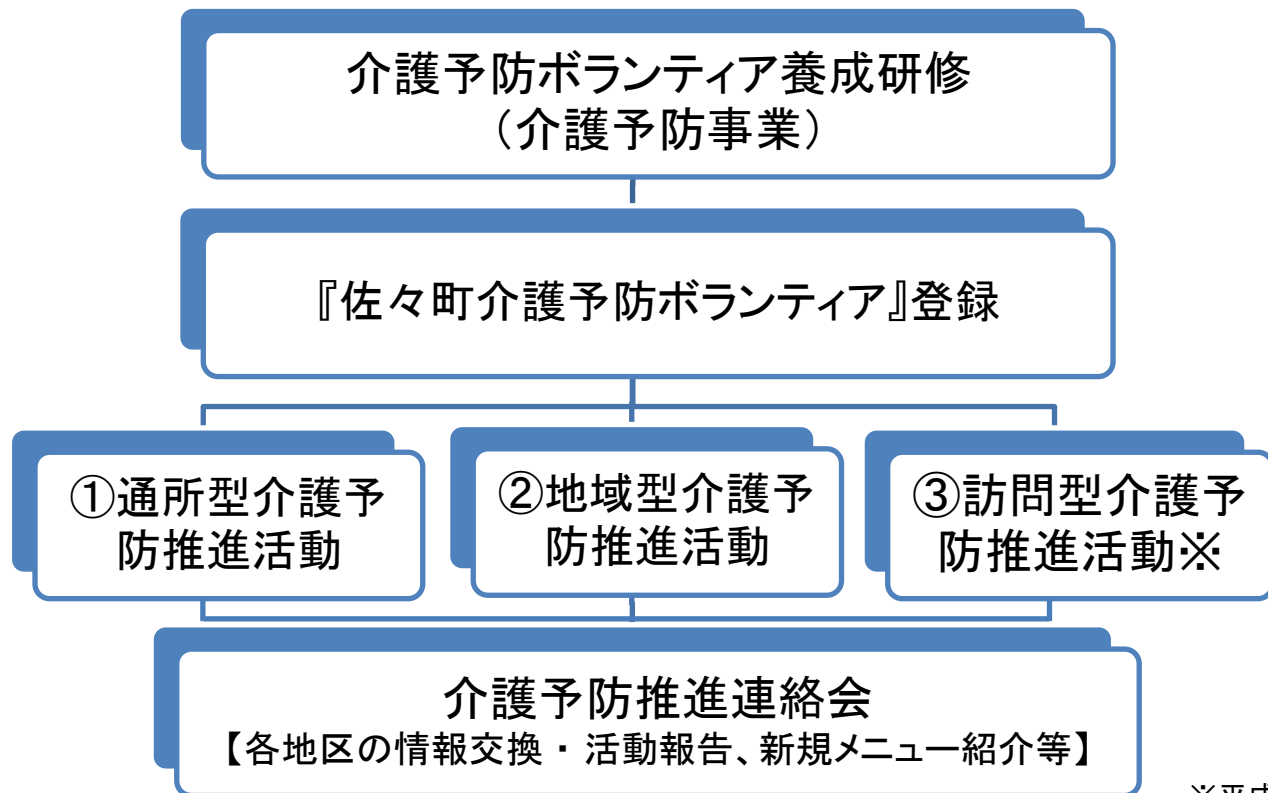 介護予防ボランティア養成研修
（介護予防事業）
『佐々町介護予防ボランティア』登録
①通所型介護予
防推進活動
②地域型介護予
防推進活動
③訪問型介護予
防推進活動※
介護予防推進連絡会
【各地区の情報交換・活動報告、新規メニュー紹介等】
※平成